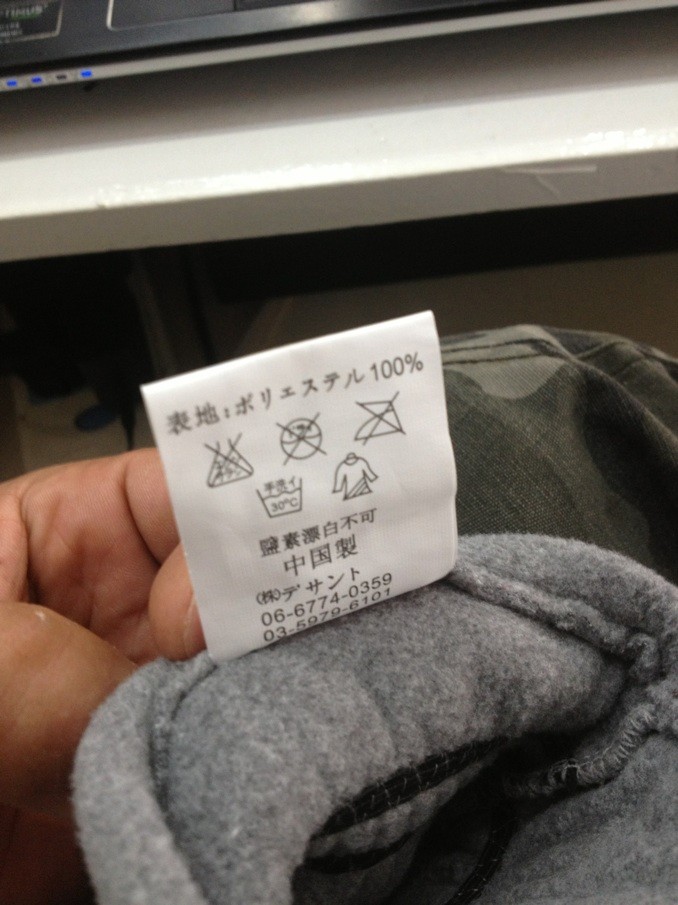 表地:ポリエステル100%
手洗イ
30℃
鹽素漂白不可
中国製
㈱デサント
06-6774-0359
03-5979-6101